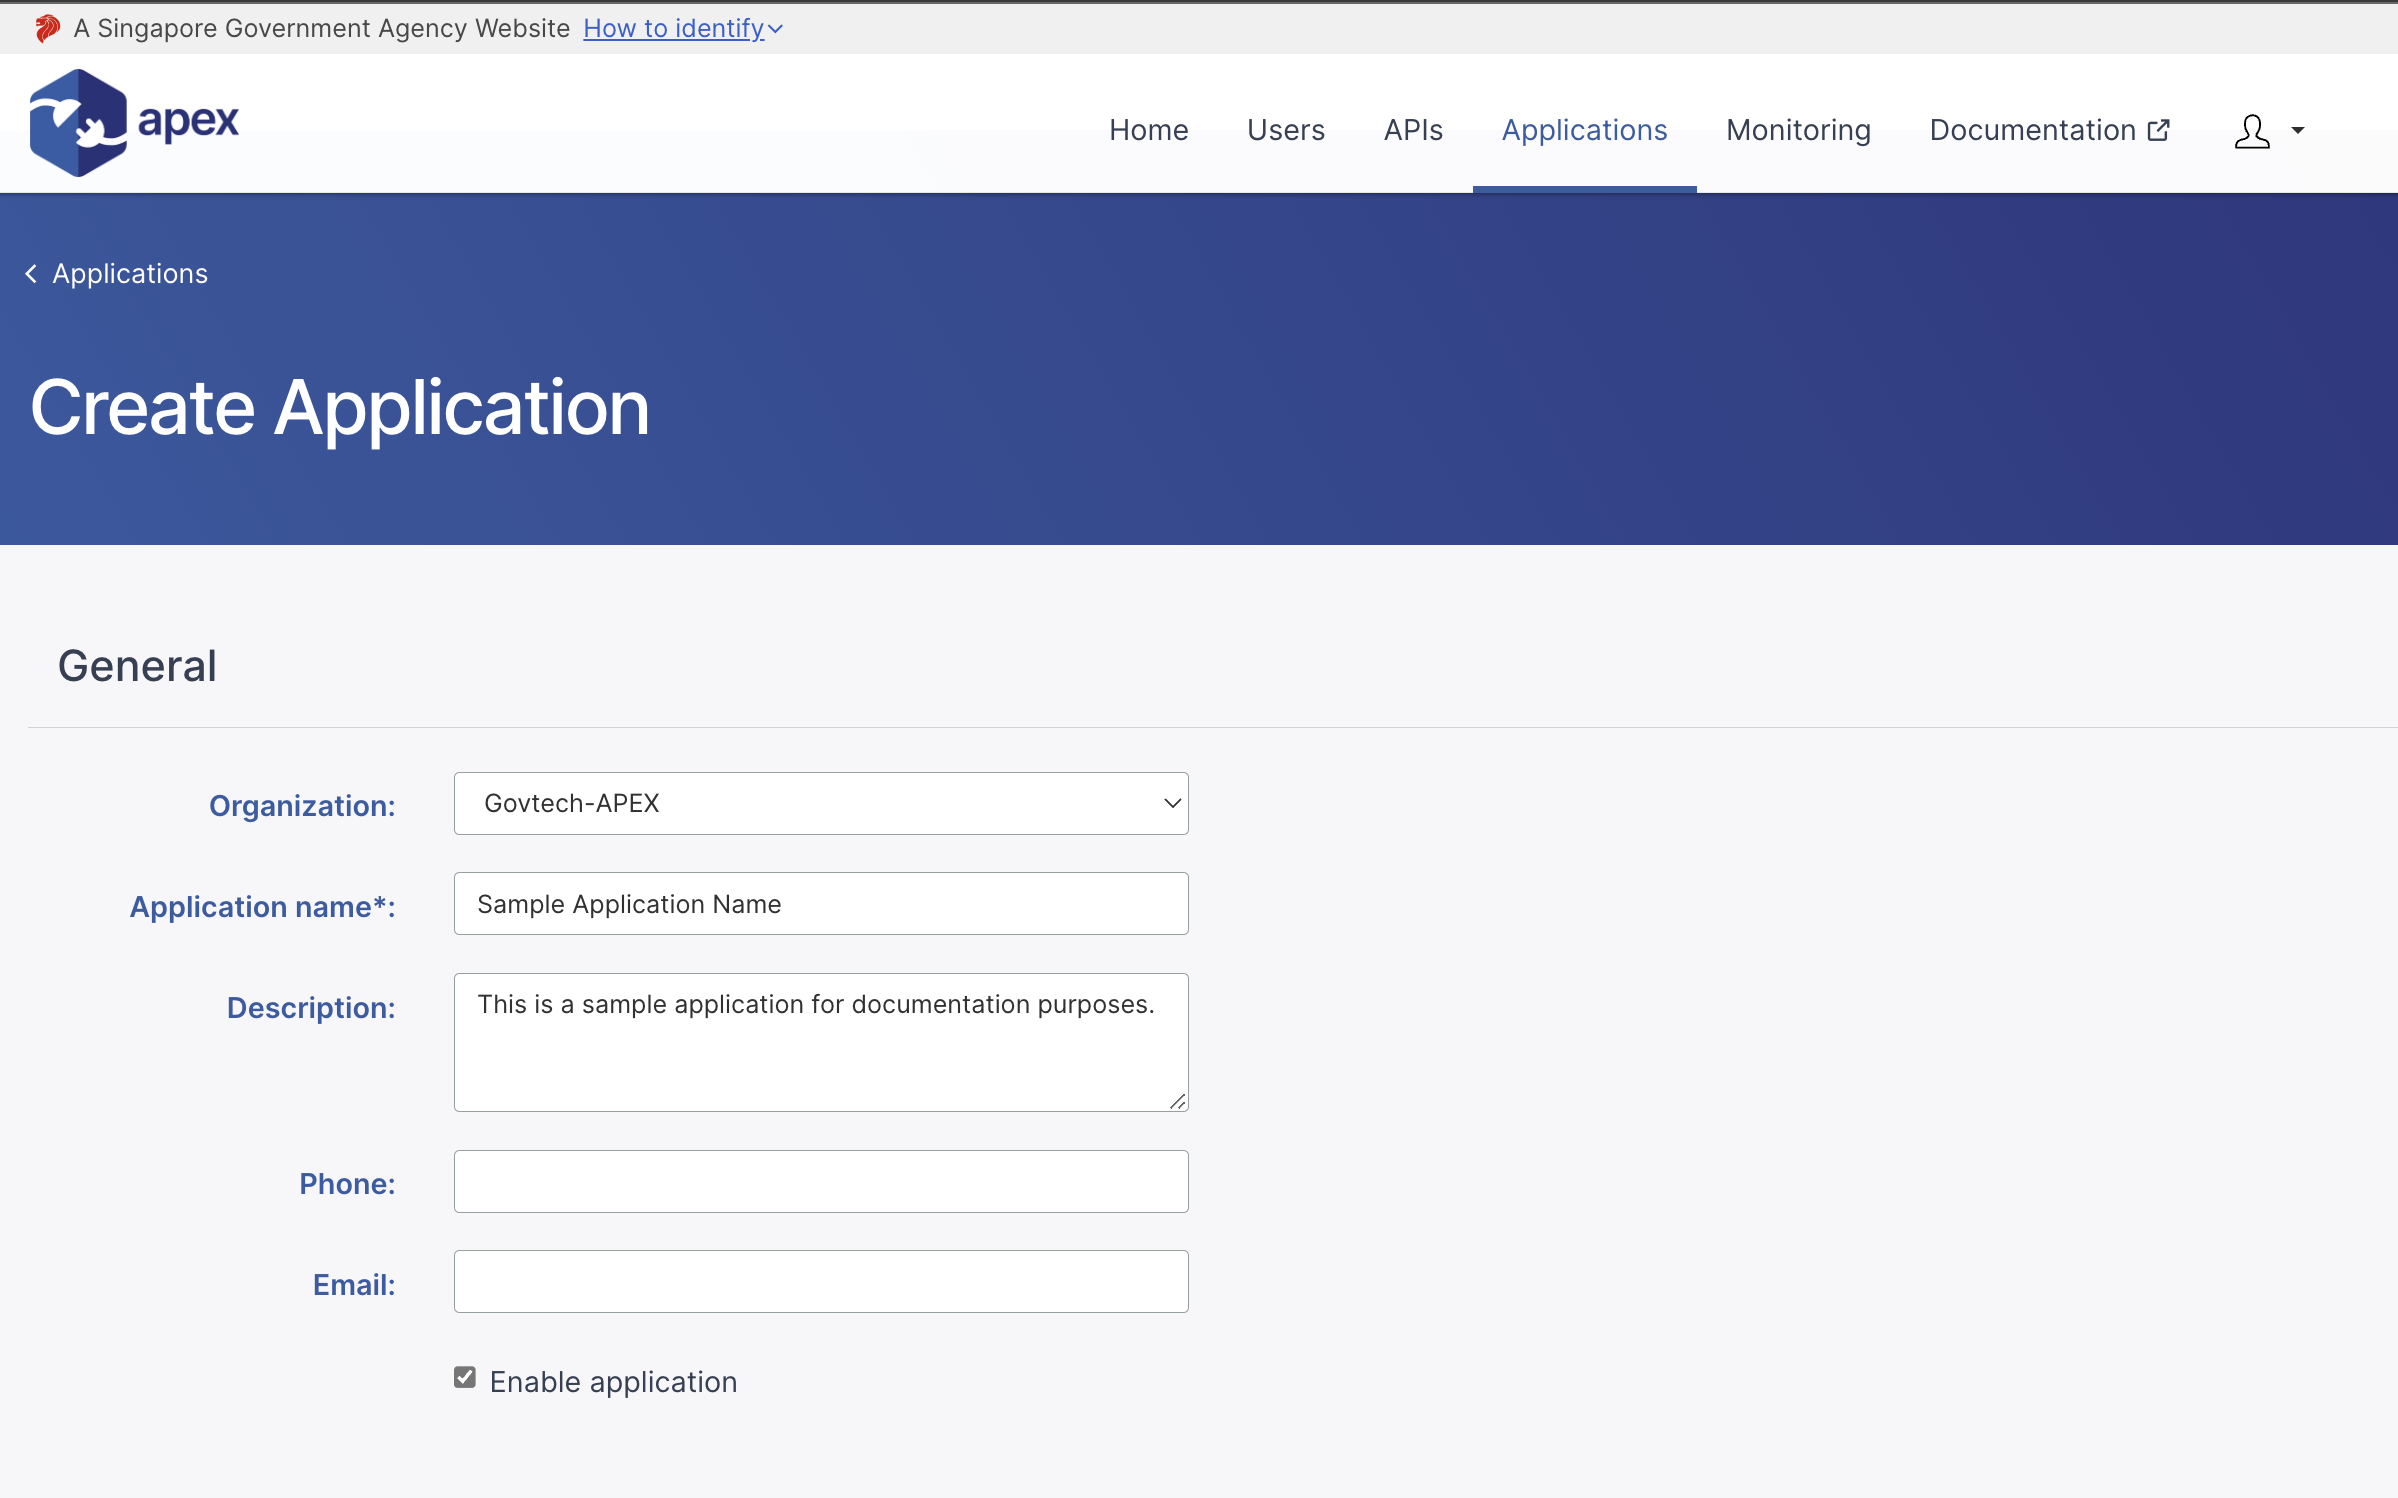 A Singapore Government Agency Website How to identify
apex
Home Users APIs Applications Monitoring Documentation
Applications
Create Application
General
Organization: Govtech-APEX
Application name*: Sample Application Name
Description: This is a sample application for documentation purposes.
Phone:
Email:
Enable application